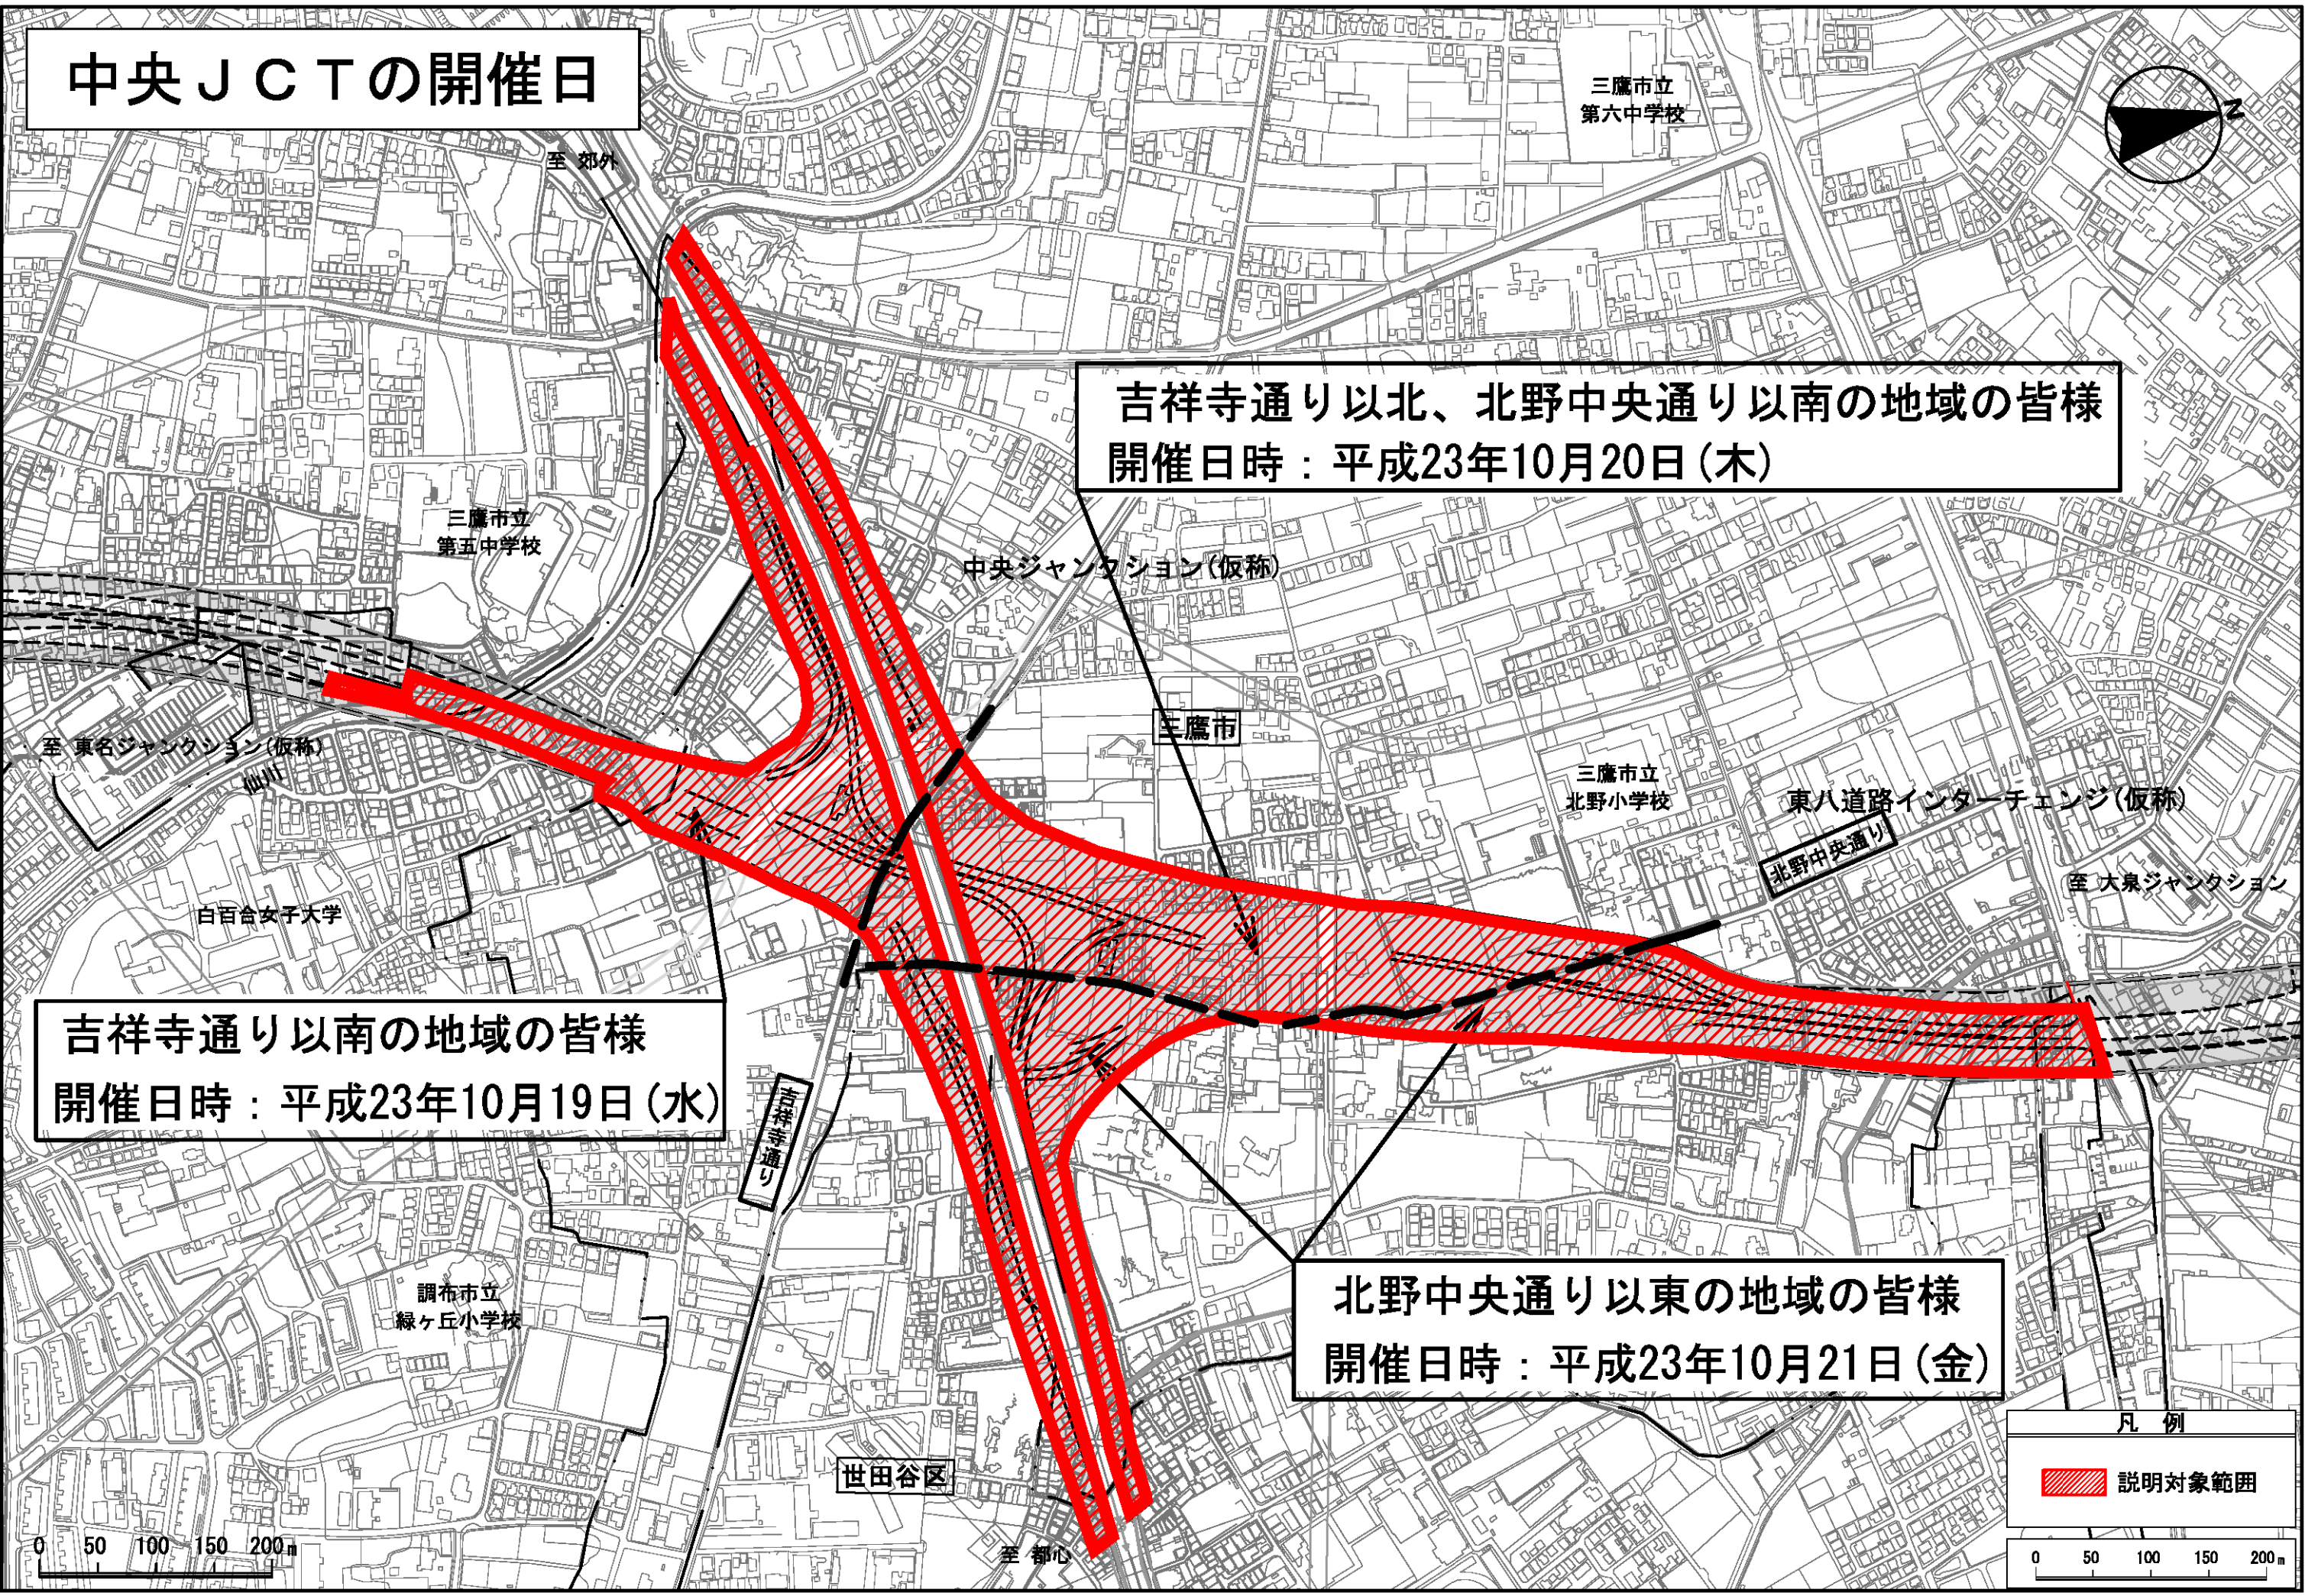 中央ＪＣＴの開催日
至 郊外
三鷹市立
第六中学校
N
吉祥寺通り以北、北野中央通り以南の地域の皆様
開催日時：平成23年10月20日(木)
三鷹市立
第五中学校
中央ジャンクション(仮称)
三鷹市
至 東名ジャンクション(仮称)
仙川
三鷹市立
北野小学校
東八道路インターチェンジ(仮称)
北野中央通り
至 大泉ジャンクション
白百合女子大学
吉祥寺通り以南の地域の皆様
開催日時：平成23年10月19日(水)
吉祥寺通り
調布市立
緑ヶ丘小学校
北野中央通り以東の地域の皆様
開催日時：平成23年10月21日(金)
世田谷区
至 都心
凡 例
説明対象範囲
0 50 100 150 200m
0 50 100 150 200m